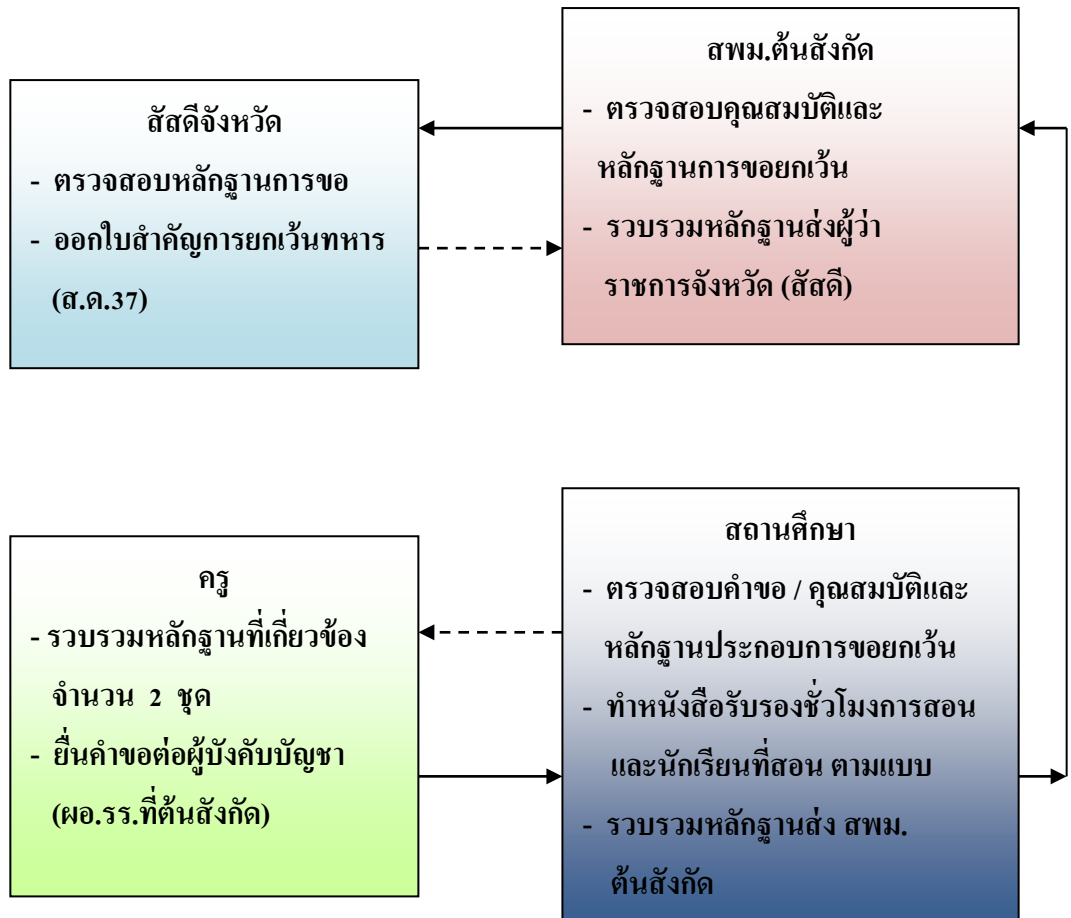 สพม.ต้นสังกัด
- ตรวจสอบคุณสมบัติและ
หลักฐานการขอยกเว้น
- รวบรวมหลักฐานส่งผู้ว่า
ราชการจังหวัด (สัสดี)
สัสดีจังหวัด
- ตรวจสอบหลักฐานการขอ
- ออกใบสำคัญการยกเว้นทหาร
(ส.ด.37)
สถานศึกษา
- ตรวจสอบคำขอ / คุณสมบัติและ
หลักฐานประกอบการขอยกเว้น
- ทำหนังสือรับรองชั่วโมงการสอน
และนักเรียนที่สอน ตามแบบ
- รวบรวมหลักฐานส่ง สพม.
ต้นสังกัด
ครู
- รวบรวมหลักฐานที่เกี่ยวข้อง
จำนวน 2 ชุด
- ยื่นคำขอต่อผู้บังคับบัญชา
(ผอ.รร.ที่ต้นสังกัด)